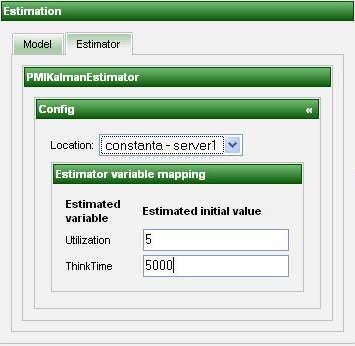 Estimation
Model Estimator
PMIKalmanEstimator
Config «
Location: constanta - server1
Estimator variable mapping
Estimated variable Estimated initial value
Utilization 5
ThinkTime 5000